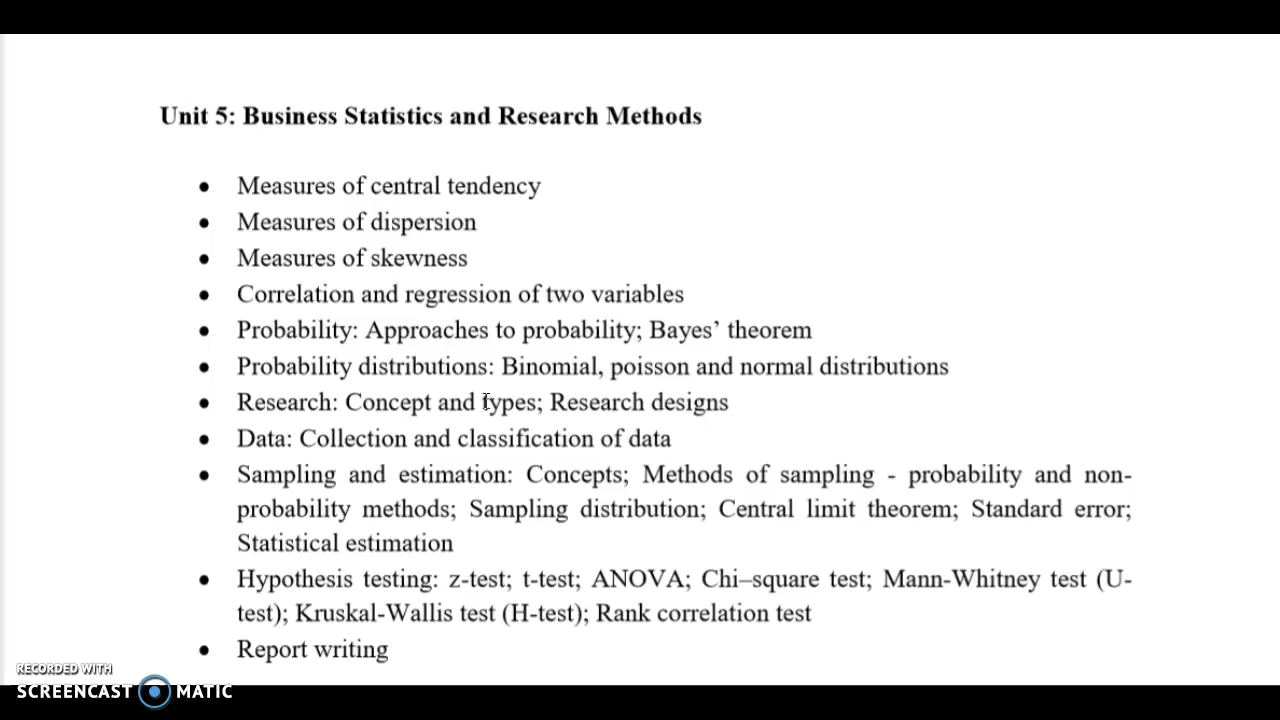 Unit 5: Business Statistics and Research Methods
• Measures of central tendency
• Measures of dispersion
• Measures of skewness
• Correlation and regression of two variables
• Probability: Approaches to probability; Bayes’ theorem
• Probability distributions: Binomial, poisson and normal distributions
• Research: Concept and types; Research designs
• Data: Collection and classification of data
• Sampling and estimation: Concepts; Methods of sampling - probability and non-
probability methods; Sampling distribution; Central limit theorem; Standard error;
Statistical estimation
• Hypothesis testing: z-test; t-test; ANOVA; Chi–square test; Mann-Whitney test (U-
test); Kruskal-Wallis test (H-test); Rank correlation test
• Report writing
RECORDED WITH
SCREENCAST MATIC